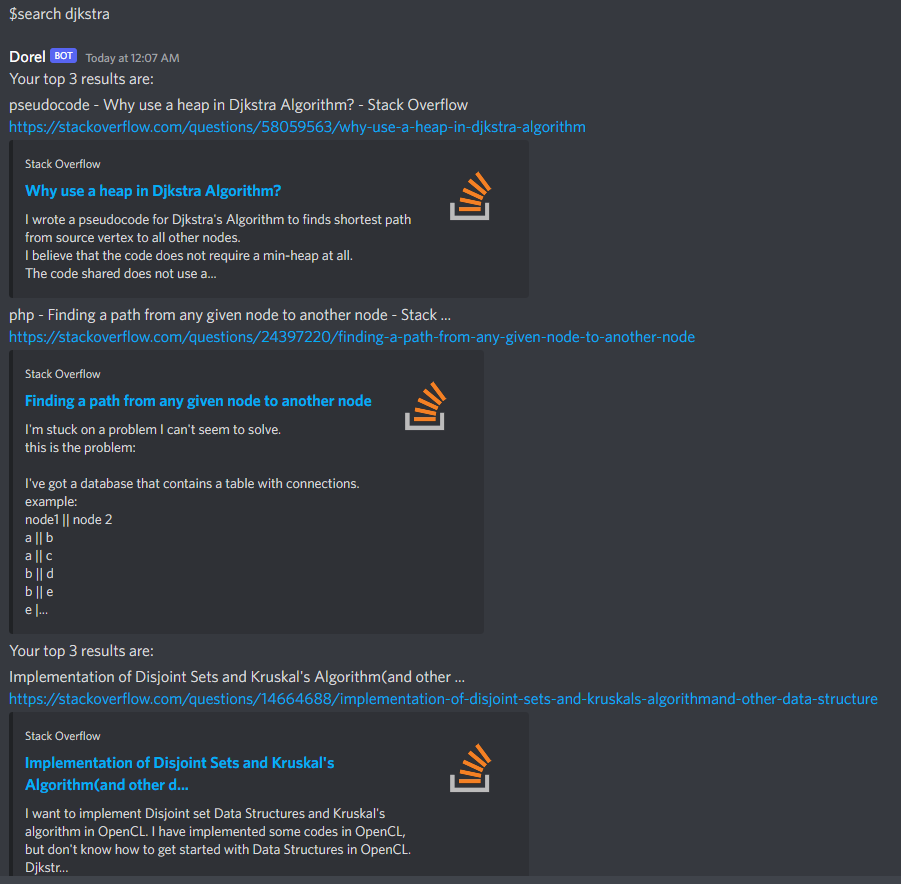 $search djkstra
Dorel BOT Today at 12:07 AM
Your top 3 results are:
pseudocode - Why use a heap in Djkstra Algorithm? - Stack Overflow
https://stackoverflow.com/questions/58059563/why-use-a-heap-in-djkstra-algorithm
Stack Overflow
Why use a heap in Djkstra Algorithm?
I wrote a pseudocode for Djkstra's Algorithm to finds shortest path
from source vertex to all other nodes.
I believe that the code does not require a min-heap at all.
The code shared does not use a...
php - Finding a path from any given node to another node - Stack ...
https://stackoverflow.com/questions/24397220/finding-a-path-from-any-given-node-to-another-node
Stack Overflow
Finding a path from any given node to another node
I'm stuck on a problem I can't seem to solve.
this is the problem:
I've got a database that contains a table with connections.
example:
node1 || node 2
a || b
a || c
b || d
b || e
e |...
Your top 3 results are:
Implementation of Disjoint Sets and Kruskal's Algorithm(and other ...
https://stackoverflow.com/questions/14664688/implementation-of-disjoint-sets-and-kruskals-algorithmand-other-data-structure
Stack Overflow
Implementation of Disjoint Sets and Kruskal's
Algorithm(and other d...
I want to implement Disjoint set Data Structures and Kruskal's
algorithm in OpenCL. I have implemented some codes in OpenCL,
but don't know how to get started with Data Structures in OpenCL.
Djkstr...